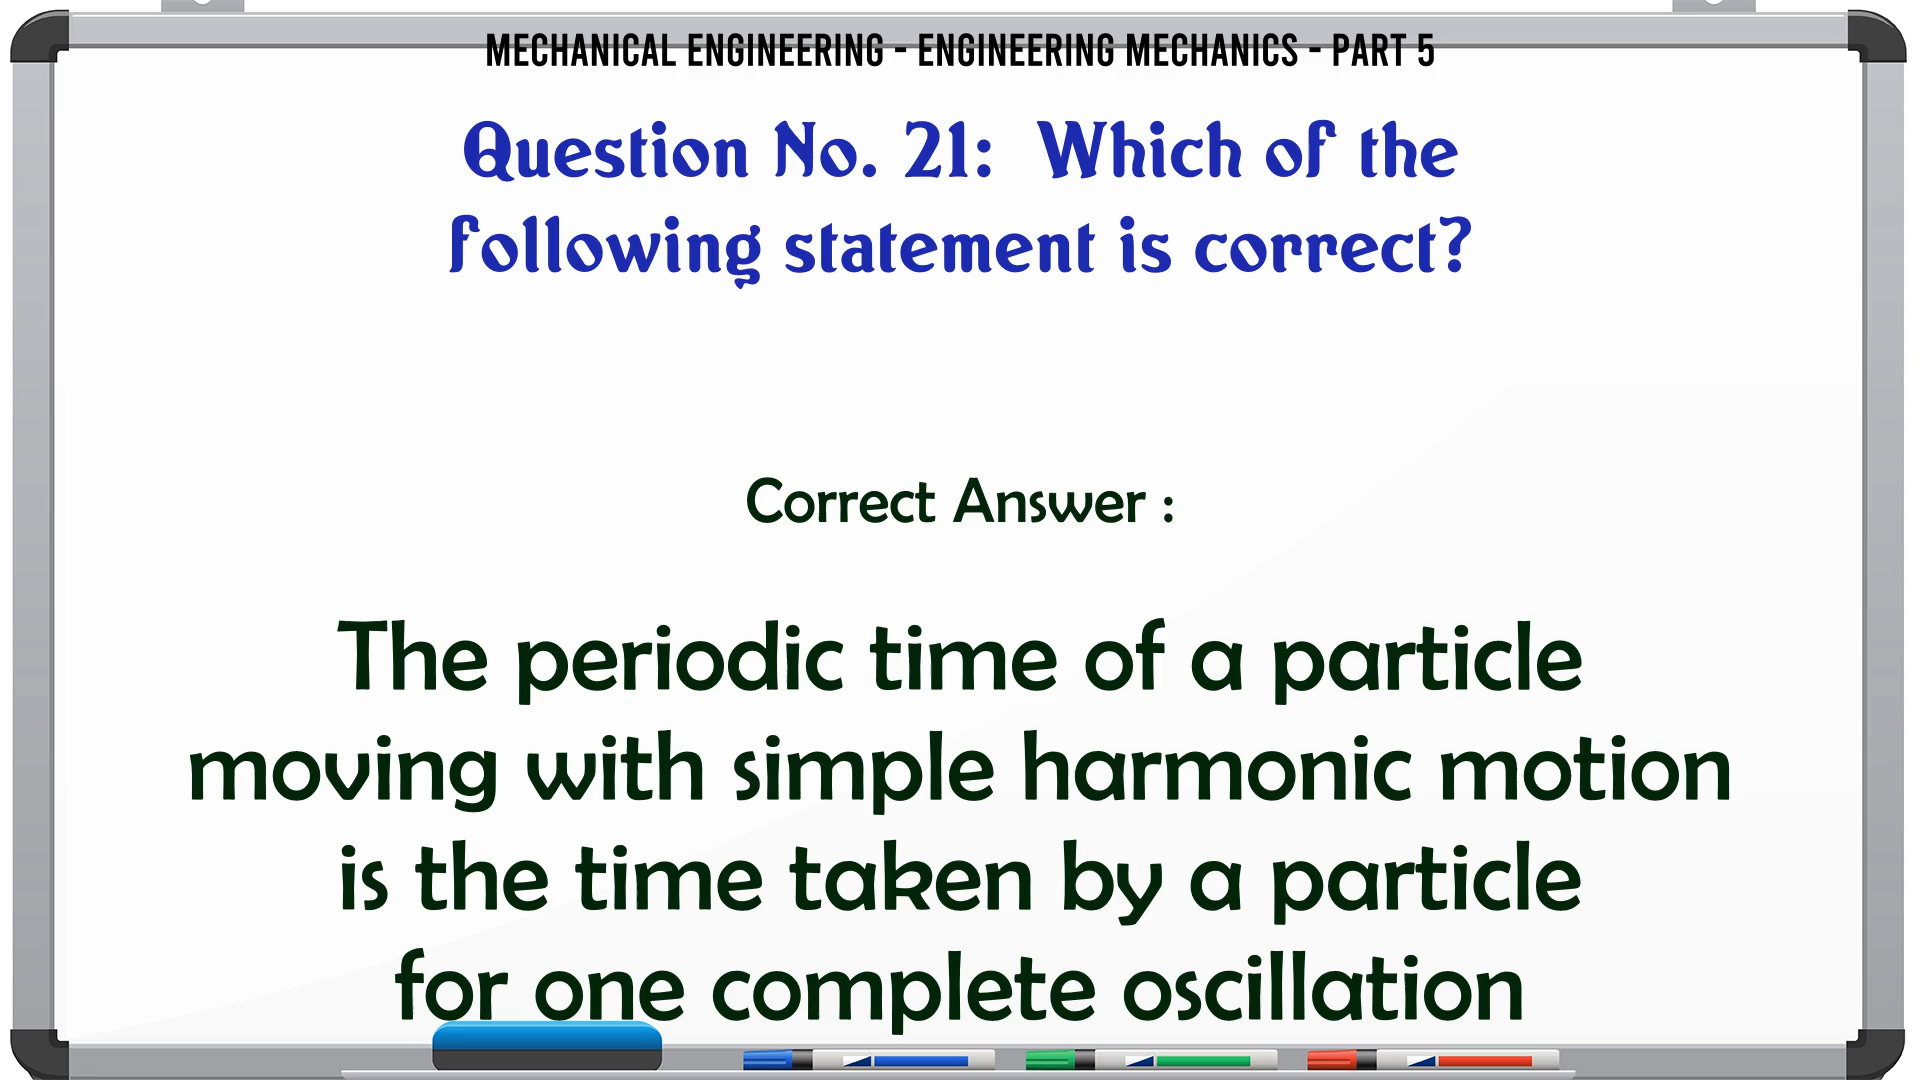 MECHANICAL ENGINEERING - ENGINEERING MECHANICS - PART 5
Question No. 21: Which of the
following statement is correct?
Correct Answer :
The periodic time of a particle
moving with simple harmonic motion
is the time taken by a particle
for one complete oscillation